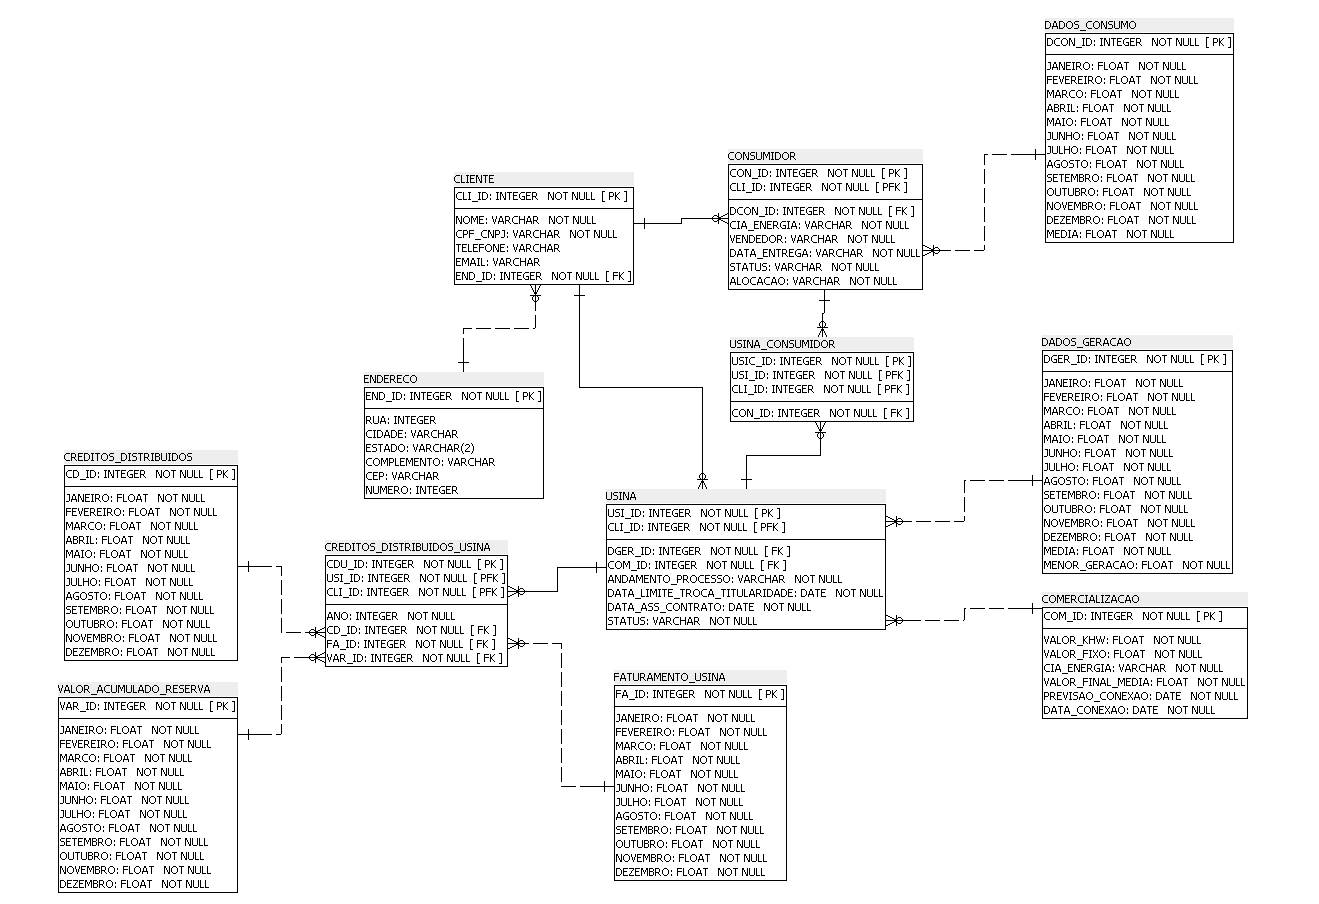 DADOS_CONSUMO
DCON_ID: INTEGER NOT NULL [ PK ]
JANEIRO: FLOAT NOT NULL
FEVEREIRO: FLOAT NOT NULL
MARCO: FLOAT NOT NULL
ABRIL: FLOAT NOT NULL
MAIO: FLOAT NOT NULL
JUNHO: FLOAT NOT NULL
JULHO: FLOAT NOT NULL
AGOSTO: FLOAT NOT NULL
SETEMBRO: FLOAT NOT NULL
OUTUBRO: FLOAT NOT NULL
NOVEMBRO: FLOAT NOT NULL
DEZEMBRO: FLOAT NOT NULL
MEDIA: FLOAT NOT NULL
CONSUMIDOR
CON_ID: INTEGER NOT NULL [ PK ]
CLI_ID: INTEGER NOT NULL [ PFK ]
DCON_ID: INTEGER NOT NULL [ FK ]
CIA_ENERGIA: VARCHAR NOT NULL
VENDEDOR: VARCHAR NOT NULL
DATA_ENTREGA: VARCHAR NOT NULL
STATUS: VARCHAR NOT NULL
ALOCACAO: VARCHAR NOT NULL
CLIENTE
CLI_ID: INTEGER NOT NULL [ PK ]
NOME: VARCHAR NOT NULL
CPF_CNPJ: VARCHAR NOT NULL
TELEFONE: VARCHAR
EMAIL: VARCHAR
END_ID: INTEGER NOT NULL [ FK ]
USINA_CONSUMIDOR
USIC_ID: INTEGER NOT NULL [ PK ]
USI_ID: INTEGER NOT NULL [ PFK ]
CLI_ID: INTEGER NOT NULL [ PFK ]
CON_ID: INTEGER NOT NULL [ FK ]
DADOS_GERACAO
DGER_ID: INTEGER NOT NULL [ PK ]
JANEIRO: FLOAT NOT NULL
FEVEREIRO: FLOAT NOT NULL
MARCO: FLOAT NOT NULL
ABRIL: FLOAT NOT NULL
MAIO: FLOAT NOT NULL
JUNHO: FLOAT NOT NULL
JULHO: FLOAT NOT NULL
AGOSTO: FLOAT NOT NULL
SETEMBRO: FLOAT NOT NULL
OUTUBRO: FLOAT NOT NULL
NOVEMBRO: FLOAT NOT NULL
DEZEMBRO: FLOAT NOT NULL
MEDIA: FLOAT NOT NULL
MENOR_GERACAO: FLOAT NOT NULL
ENDERECO
END_ID: INTEGER NOT NULL [ PK ]
RUA: INTEGER
CIDADE: VARCHAR
ESTADO: VARCHAR(2)
COMPLEMENTO: VARCHAR
CEP: VARCHAR
NUMERO: INTEGER
CREDITOS_DISTRIBUIDOS
CD_ID: INTEGER NOT NULL [ PK ]
JANEIRO: FLOAT NOT NULL
FEVEREIRO: FLOAT NOT NULL
MARCO: FLOAT NOT NULL
ABRIL: FLOAT NOT NULL
MAIO: FLOAT NOT NULL
JUNHO: FLOAT NOT NULL
JULHO: FLOAT NOT NULL
AGOSTO: FLOAT NOT NULL
SETEMBRO: FLOAT NOT NULL
OUTUBRO: FLOAT NOT NULL
NOVEMBRO: FLOAT NOT NULL
DEZEMBRO: FLOAT NOT NULL
USINA
USI_ID: INTEGER NOT NULL [ PK ]
CLI_ID: INTEGER NOT NULL [ PFK ]
DGER_ID: INTEGER NOT NULL [ FK ]
COM_ID: INTEGER NOT NULL [ FK ]
ANDAMENTO_PROCESSO: VARCHAR NOT NULL
DATA_LIMITE_TROCA_TITULARIDADE: DATE NOT NULL
DATA_ASS_CONTRATO: DATE NOT NULL
STATUS: VARCHAR NOT NULL
CREDITOS_DISTRIBUIDOS_USINA
CDU_ID: INTEGER NOT NULL [ PK ]
USI_ID: INTEGER NOT NULL [ PFK ]
CLI_ID: INTEGER NOT NULL [ PFK ]
ANO: INTEGER NOT NULL
CD_ID: INTEGER NOT NULL [ FK ]
FA_ID: INTEGER NOT NULL [ FK ]
VAR_ID: INTEGER NOT NULL [ FK ]
COMERCIALIZACAO
COM_ID: INTEGER NOT NULL [ PK ]
VALOR_KHW: FLOAT NOT NULL
VALOR_FIXO: FLOAT NOT NULL
CIA_ENERGIA: VARCHAR NOT NULL
VALOR_FINAL_MEDIA: FLOAT NOT NULL
PREVISÃO_CONEXAO: DATE NOT NULL
DATA_CONEXAO: DATE NOT NULL
FATURAMENTO_USINA
FA_ID: INTEGER NOT NULL [ PK ]
JANEIRO: FLOAT NOT NULL
FEVEREIRO: FLOAT NOT NULL
MARCO: FLOAT NOT NULL
ABRIL: FLOAT NOT NULL
MAIO: FLOAT NOT NULL
JUNHO: FLOAT NOT NULL
JULHO: FLOAT NOT NULL
AGOSTO: FLOAT NOT NULL
SETEMBRO: FLOAT NOT NULL
OUTUBRO: FLOAT NOT NULL
NOVEMBRO: FLOAT NOT NULL
DEZEMBRO: FLOAT NOT NULL
VALOR_ACUMULADO_RESERVA
VAR_ID: INTEGER NOT NULL [ PK ]
JANEIRO: FLOAT NOT NULL
FEVEREIRO: FLOAT NOT NULL
MARCO: FLOAT NOT NULL
ABRIL: FLOAT NOT NULL
MAIO: FLOAT NOT NULL
JUNHO: FLOAT NOT NULL
JULHO: FLOAT NOT NULL
AGOSTO: FLOAT NOT NULL
SETEMBRO: FLOAT NOT NULL
OUTUBRO: FLOAT NOT NULL
NOVEMBRO: FLOAT NOT NULL
DEZEMBRO: FLOAT NOT NULL